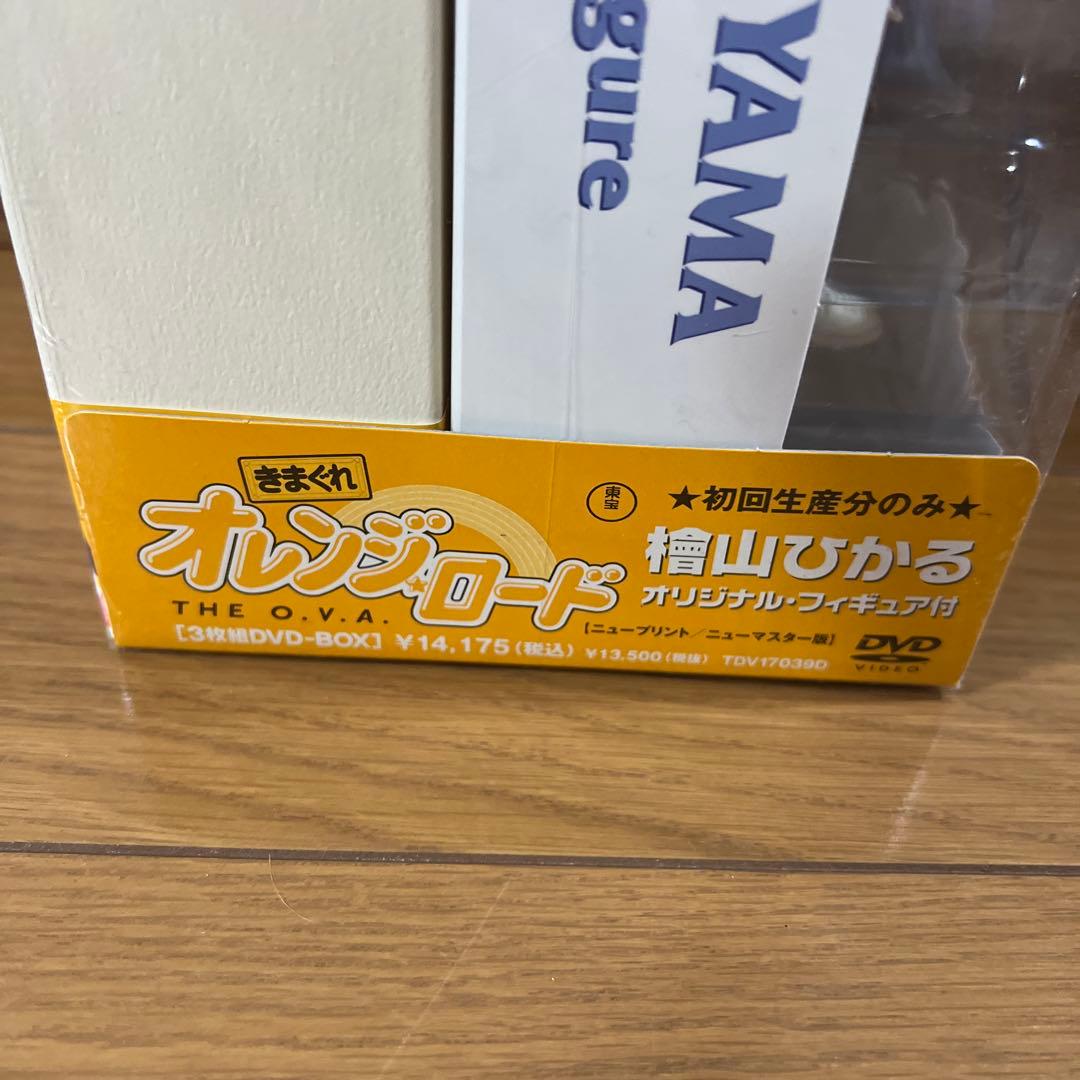 YAMA
gure
きまぐれ
オレンジ★ロード
THE O.V.A.
東宝
★初回生産分のみ★
檜山ひかる
オリジナル・フィギュア付
[ニュープリント/ニューマスター版]
[3枚組DVD-BOX] ¥14,175(税込) ¥13,500(税抜) TDV17039D
DVD
VIDEO